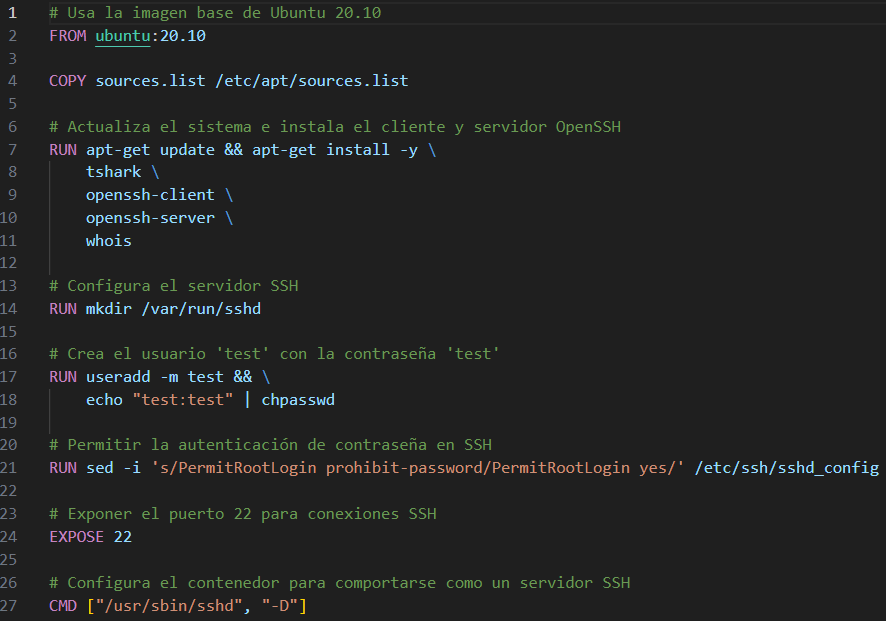 1 # Usa la imagen base de Ubuntu 20.10
2 FROM ubuntu:20.10
3
4 COPY sources.list /etc/apt/sources.list
5
6 # Actualiza el sistema e instala el cliente y servidor OpenSSH
7 RUN apt-get update && apt-get install -y \
8 tshark \
9 openssh-client \
10 openssh-server \
11 whois
12
13 # Configura el servidor SSH
14 RUN mkdir /var/run/sshd
15
16 # Crea el usuario 'test' con la contraseña 'test'
17 RUN useradd -m test && \
18 echo "test:test" | chpasswd
19
20 # Permitir la autenticación de contraseña en SSH
21 RUN sed -i 's/PermitRootLogin prohibit-password/PermitRootLogin yes/' /etc/ssh/sshd_config
22
23 # Exponer el puerto 22 para conexiones SSH
24 EXPOSE 22
25
26 # Configura el contenedor para comportarse como un servidor SSH
27 CMD ["/usr/sbin/sshd", "-D"]